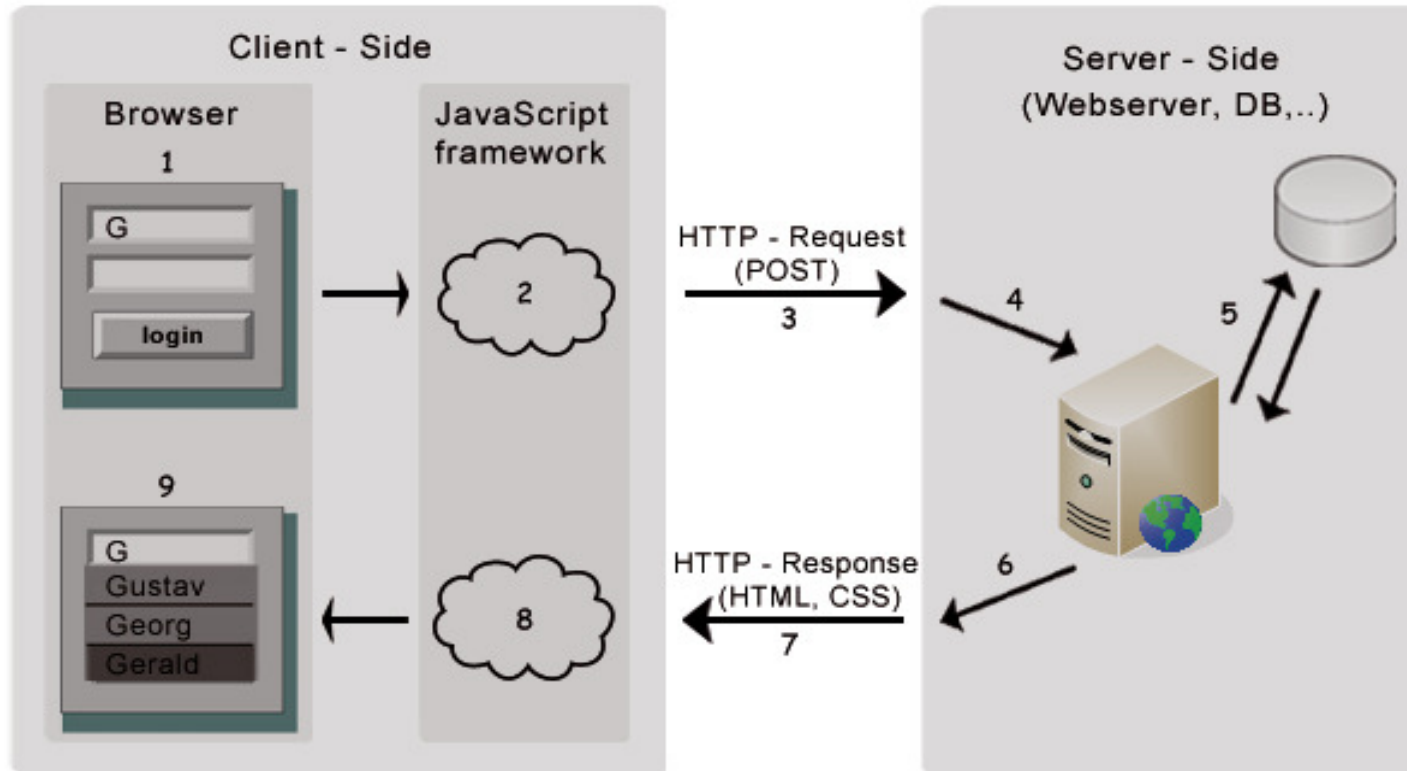 Client - Side
Browser
1
G
login
JavaScript
framework
2
HTTP - Request
(POST)
3
Server - Side
(Webserver, DB,..)
4
5
6
HTTP - Response
(HTML, CSS)
7
8
9
G
Gustav
Georg
Gerald